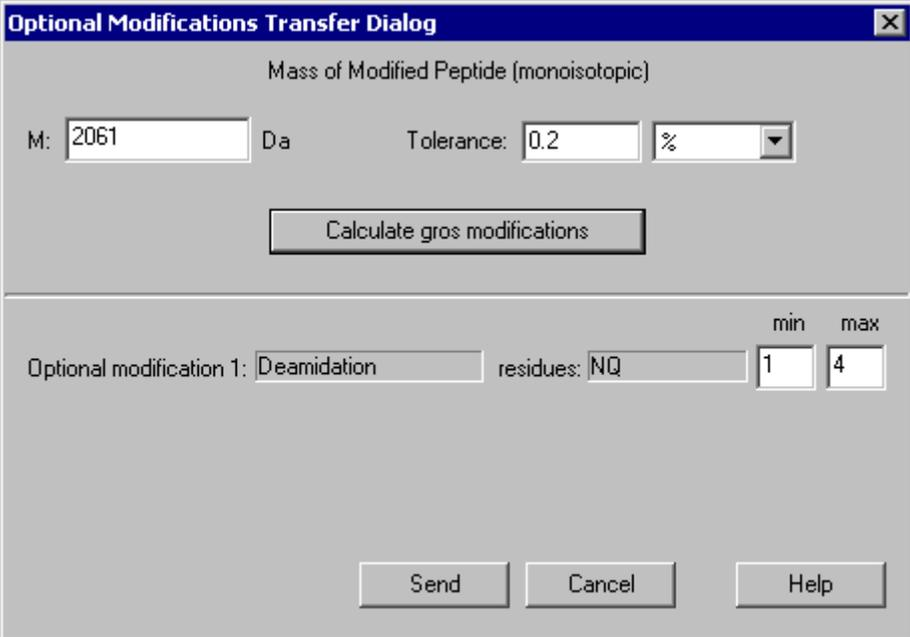 Optional Modifications Transfer Dialog
Mass of Modified Peptide (monoisotopic)
M: 2061 Da Tolerance: 0.2 %
Calculate gros modifications
min max
Optional modification 1: Deamidation residues: NQ 1 4
Send Cancel Help